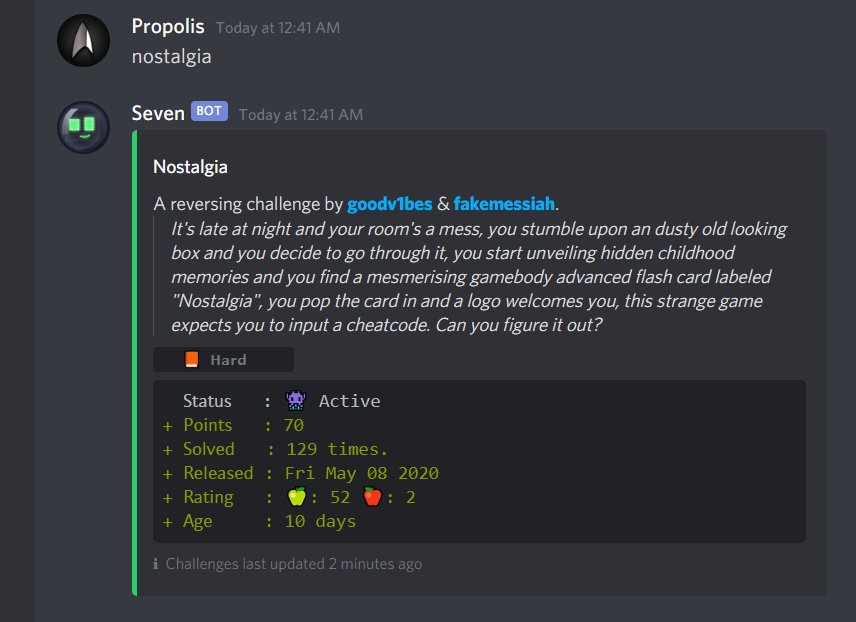 Propolis Today at 12:41 AM
nostalgia
Seven BOT Today at 12:41 AM
Nostalgia
A reversing challenge by goodv1bes & fakemessiah.
It's late at night and your room's a mess, you stumble upon an dusty old looking
box and you decide to go through it, you start unveiling hidden childhood
memories and you find a mesmerising gamebody advanced flash card labeled
"Nostalgia", you pop the card in and a logo welcomes you, this strange game
expects you to input a cheatcode. Can you figure it out?
Hard
Status : 👾 Active
+ Points : 70
+ Solved : 129 times.
+ Released : Fri May 08 2020
+ Rating : 🍏: 52 🍎: 2
+ Age : 10 days
ℹ Challenges last updated 2 minutes ago